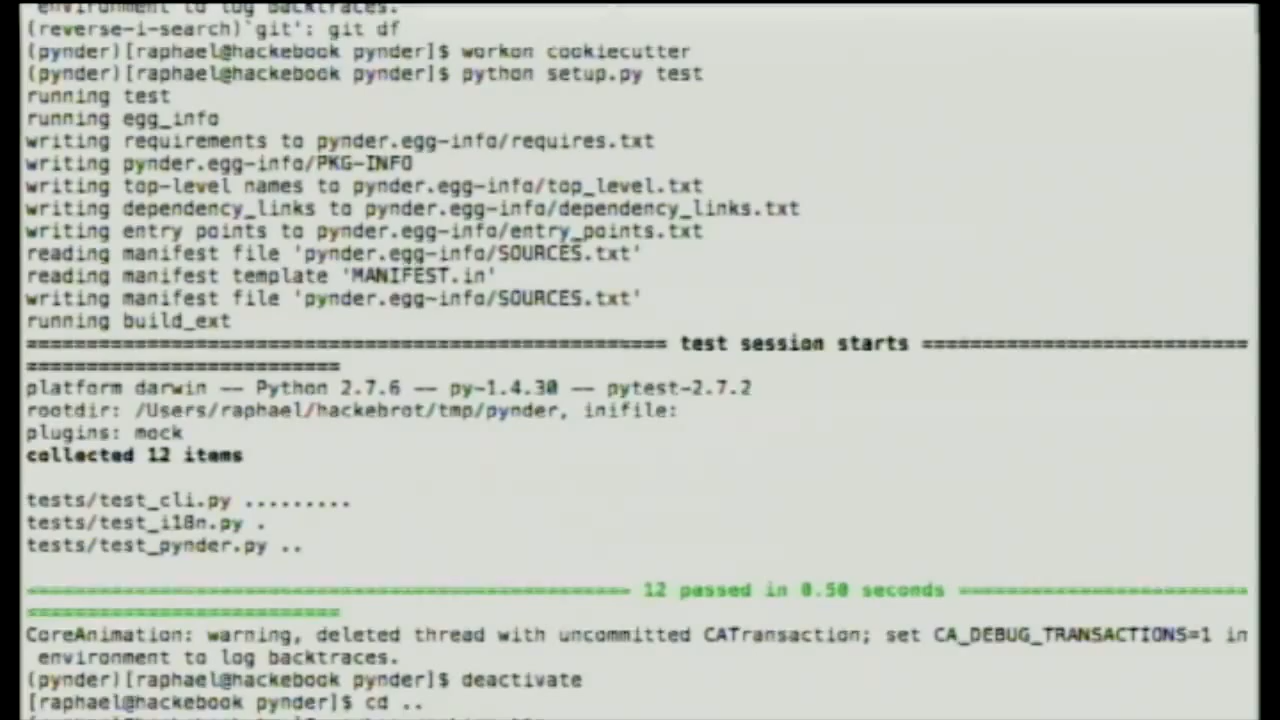 environment to log backtraces.
(reverse-i-search)`git': git df
(pynder)[raphael@hackebook pynder]$ workon cookiecutter
(pynder)[raphael@hackebook pynder]$ python setup.py test
running test
running egg_info
writing requirements to pynder.egg-info/requires.txt
writing pynder.egg-info/PKG-INFO
writing top-level names to pynder.egg-info/top_level.txt
writing dependency_links to pynder.egg-info/dependency_links.txt
writing entry points to pynder.egg-info/entry_points.txt
reading manifest file 'pynder.egg-info/SOURCES.txt'
reading manifest template 'MANIFEST.in'
writing manifest file 'pynder.egg-info/SOURCES.txt'
running build_ext
===================================================== test session starts ===========================
==========================
platform darwin -- Python 2.7.6 -- py-1.4.30 -- pytest-2.7.2
rootdir: /Users/raphael/hackebrot/tmp/pynder, inifile:
plugins: mock
collected 12 items
tests/test_cli.py .........
tests/test_i18n.py .
tests/test_pynder.py ..
================================================== 12 passed in 0.50 seconds ========================
==========================
CoreAnimation: warning, deleted thread with uncommitted CATransaction; set CA_DEBUG_TRANSACTIONS=1 in
environment to log backtraces.
(pynder)[raphael@hackebook pynder]$ deactivate
[raphael@hackebook pynder]$ cd ..